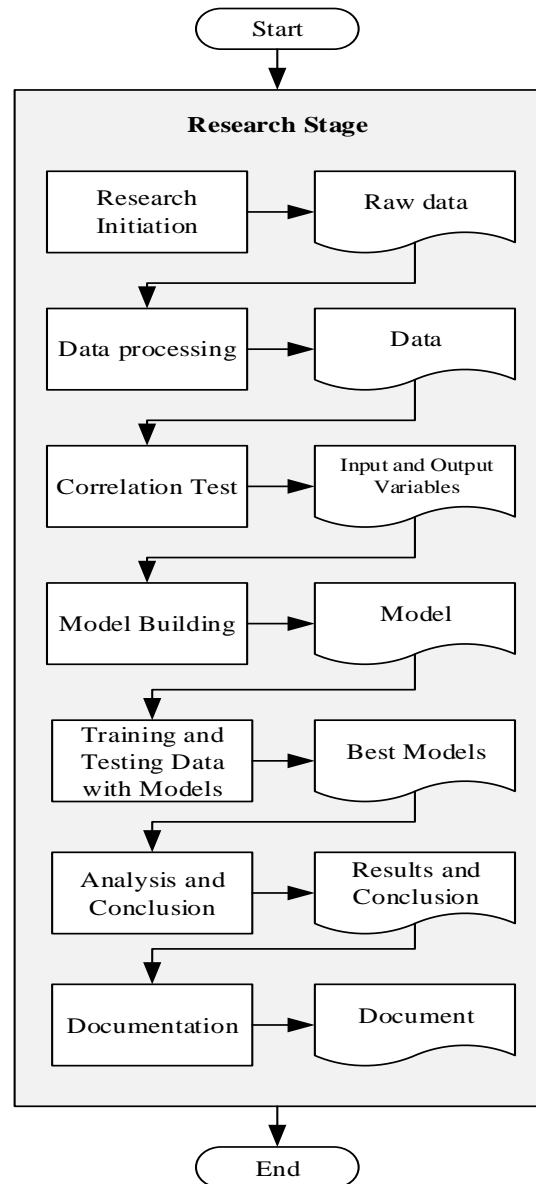 Start
Research Stage
Research
Initiation
Raw data
Data processing
Data
Correlation Test
Input and Output
Variables
Model Building
Model
Training and
Testing Data
with Models
Best Models
Analysis and
Conclusion
Results and
Conclusion
Documentation
Document
End